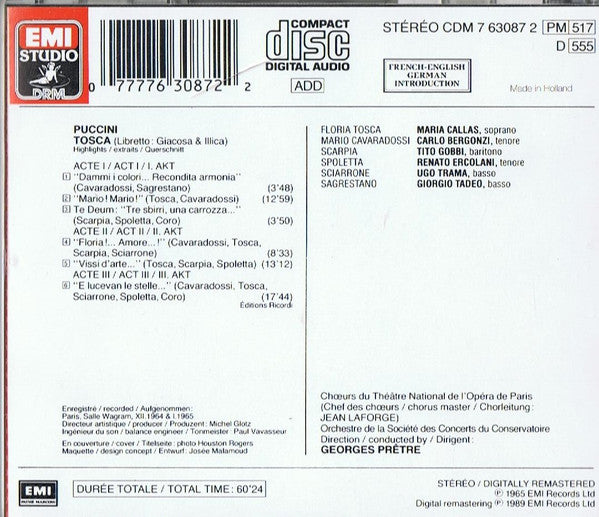 EMI
STUDIO
DRM
0 77776 30872 2
COMPACT
disc
DIGITAL AUDIO
ADD
STÉRÉO CDM 7 63087 2 PM 517
D 555
FRENCH-ENGLISH
GERMAN
INTRODUCTION
Made in Holland
PUCCINI
TOSCA (Libretto: Giacosa & Illica)
Highlights / extraits / Querschnitt
ACTE I / ACT I / I. AKT
1 "Dammi i colori... Recondita armonia"
(Cavaradossi, Sagrestano) (3'48)
2 "Mario! Mario!" (Tosca, Cavaradossi) (12'59)
3 Te Deum: "Tre sbirri, una carrozza..."
(Scarpia, Spoletta, Coro) (3'50)
ACTE II / ACT II / II. AKT
4 "Floria!... Amore...!" (Cavaradossi, Tosca,
Scarpia, Sciarrone) (8'33)
5 "Vissi d'arte..." (Tosca, Scarpia, Spoletta) (13'12)
ACTE III / ACT III / III. AKT
6 "E lucevan le stelle..." (Cavaradossi, Tosca,
Sciarrone, Spoletta, Coro) (17'44)
Éditions Ricordi
FLORIA TOSCA MARIA CALLAS, soprano
MARIO CAVARADOSSI CARLO BERGONZI, tenore
SCARPIA TITO GOBBI, baritono
SPOLETTA RENATO ERCOLANI, tenore
SCIARRONE UGO TRAMA, basso
SAGRESTANO GIORGIO TADEO, basso
Enregistré / recorded / Aufgenommen:
Paris, Salle Wagram, XII.1964 & I.1965
Directeur artistique / producer / Produzent: Michel Glotz
Ingénieur du son / balance engineer / Tonmeister: Paul Vavasseur
En couverture / cover / Titelseite: photo Houston Rogers
Maquette / design concept / Entwurf: Josée Malamoud
Chœurs du Théâtre National de l'Opéra de Paris
(Chef des chœurs / chorus master / Chorleitung:
JEAN LAFORGE)
Orchestre de la Société des Concerts du Conservatoire
Direction / conducted by / Dirigent:
GEORGES PRÊTRE
EMI
PATHÉ MARCONI
DURÉE TOTALE / TOTAL TIME: 60'24
STÉRÉO / DIGITALLY REMASTERED
℗ 1965 EMI Records Ltd
Digital remastering ℗ 1989 EMI Records Ltd.